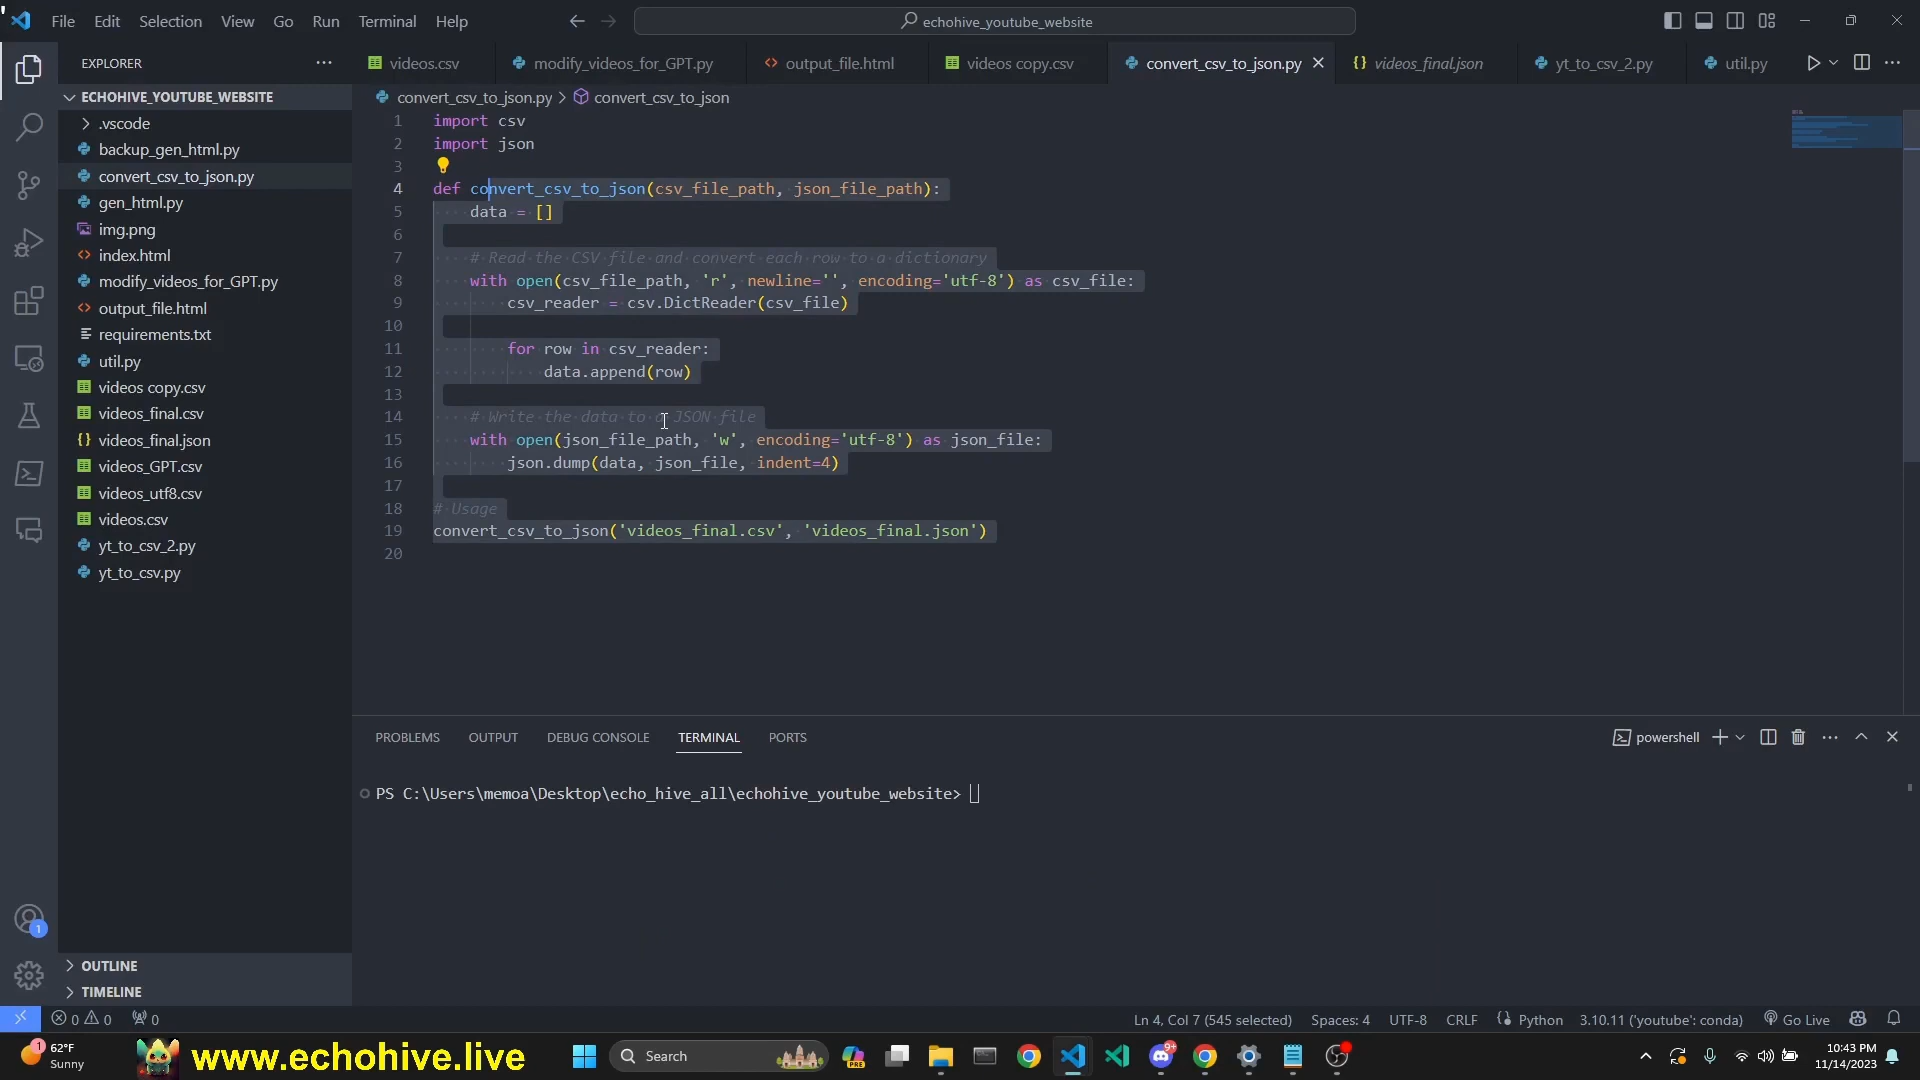 File Edit Selection View Go Run Terminal Help
echohive_youtube_website
EXPLORER
videos.csv
modify_videos_for_GPT.py
output_file.html
videos copy.csv
convert_csv_to_json.py
videos_final.json
yt_to_csv_2.py
util.py
ECHOHIVE_YOUTUBE_WEBSITE
.vscode
backup_gen_html.py
convert_csv_to_json.py
gen_html.py
img.png
index.html
modify_videos_for_GPT.py
output_file.html
requirements.txt
util.py
videos copy.csv
videos_final.csv
videos_final.json
videos_GPT.csv
videos_utf8.csv
videos.csv
yt_to_csv_2.py
yt_to_csv.py
OUTLINE
TIMELINE
convert_csv_to_json.py > convert_csv_to_json
1 import csv
2 import json
3
4 def convert_csv_to_json(csv_file_path, json_file_path):
5 data = []
6
7 # Read the CSV file and convert each row to a dictionary
8 with open(csv_file_path, 'r', newline='', encoding='utf-8') as csv_file:
9 csv_reader = csv.DictReader(csv_file)
10
11 for row in csv_reader:
12 data.append(row)
13
14 # Write the data to a JSON file
15 with open(json_file_path, 'w', encoding='utf-8') as json_file:
16 json.dump(data, json_file, indent=4)
17
18 # Usage
19 convert_csv_to_json('videos_final.csv', 'videos_final.json')
20
PROBLEMS OUTPUT DEBUG CONSOLE TERMINAL PORTS
powershell
PS C:\Users\memoa\Desktop\echo_hive_all\echohive_youtube_website>
1
0 0 0
Ln 4, Col 7 (545 selected) Spaces: 4 UTF-8 CRLF Python 3.10.11 ('youtube': conda) Go Live
1
62°F
Sunny
www.echohive.live
Search
PRE
9+
10:43 PM
11/14/2023